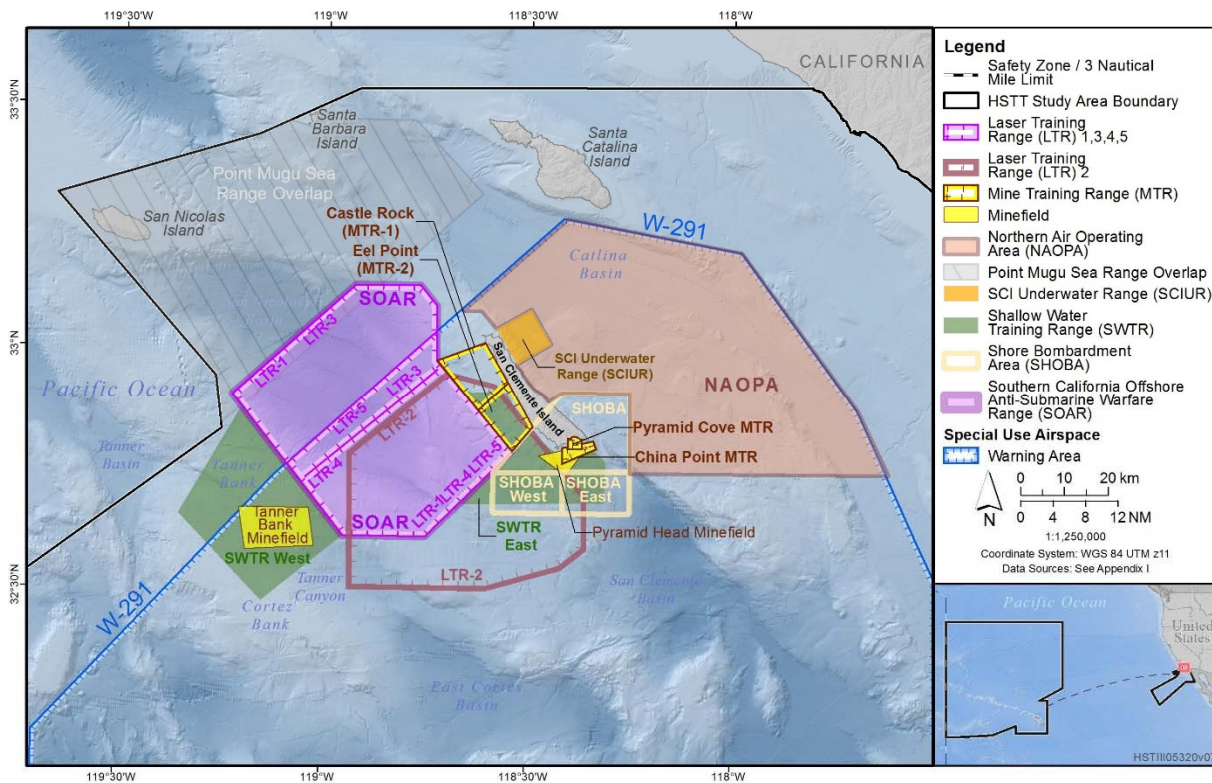 119°30'W
119°W
118°30'W
118°W
33°30'N
33°N
32°30'N
CALIFORNIA
Santa
Barbara
Island
Santa
Catalina
Island
Point Mugu Sea
Range Overlap
San Nicolas
Island
Castle Rock
(MTR-1)
Eel Point
(MTR-2)
W-291
Catlina
Basin
SOAR
LTR-3
LTR-1
SCI Underwater
Range (SCIUR)
San Clemente Island
NAOPA
Pacific Ocean
LTR-3
LTR-5
LTR-2
LTR-4
SHOBA
Pyramid Cove MTR
China Point MTR
Tanner
Basin
Tanner
Bank
LTR-5
LTR-4
LTR-1
SHOBA
West
SHOBA
East
Tanner
Bank
Minefield
SOAR
SWTR West
SWTR
East
Pyramid Head Minefield
LTR-2
Tanner
Canyon
San Clemente
Basin
Cortez
Bank
W-291
East Cortes
Basin
119°30'W
119°W
118°30'W
118°W
Legend
Safety Zone / 3 Nautical
Mile Limit
HSTT Study Area Boundary
Laser Training
Range (LTR) 1,3,4,5
Laser Training
Range (LTR) 2
Mine Training Range (MTR)
Minefield
Northern Air Operating
Area (NAOPA)
Point Mugu Sea Range Overlap
SCI Underwater Range (SCIUR)
Shallow Water
Training Range (SWTR)
Shore Bombardment
Area (SHOBA)
Southern California Offshore
Anti-Submarine Warfare
Range (SOAR)
Special Use Airspace
Warning Area
N
0 10 20 km
0 4 8 12 NM
1:1,250,000
Coordinate System: WGS 84 UTM z11
Data Sources: See Appendix I
Pacific Ocean
United
States